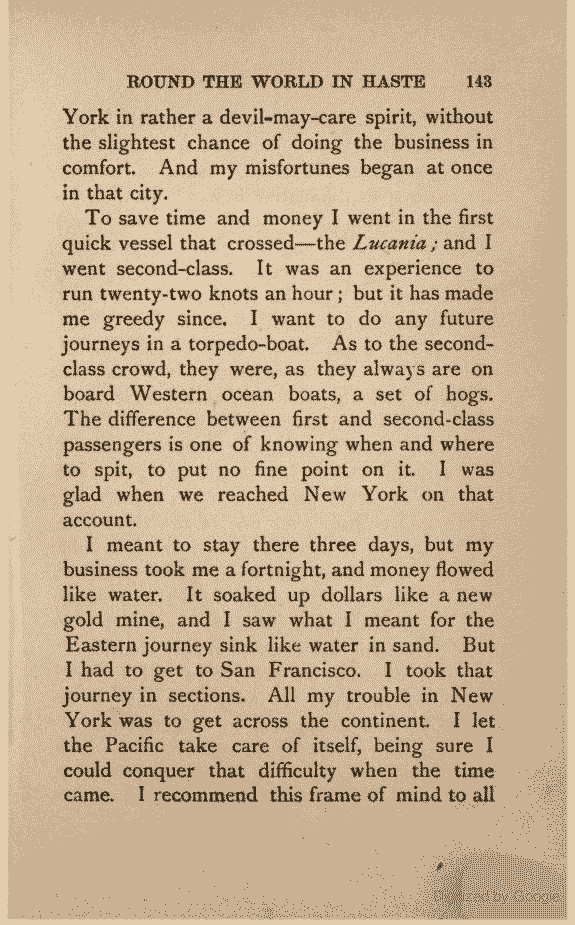 ROUND THE WORLD IN HASTE 143
York in rather a devil-may-care spirit, without
the slightest chance of doing the business in
comfort. And my misfortunes began at once
in that city.
To save time and money I went in the first
quick vessel that crossed—the Lucania; and I
went second-class. It was an experience to
run twenty-two knots an hour; but it has made
me greedy since. I want to do any future
journeys in a torpedo-boat. As to the second-
class crowd, they were, as they always are on
board Western ocean boats, a set of hogs.
The difference between first and second-class
passengers is one of knowing when and where
to spit, to put no fine point on it. I was
glad when we reached New York on that
account.
I meant to stay there three days, but my
business took me a fortnight, and money flowed
like water. It soaked up dollars like a new
gold mine, and I saw what I meant for the
Eastern journey sink like water in sand. But
I had to get to San Francisco. I took that
journey in sections. All my trouble in New
York was to get across the continent. I let
the Pacific take care of itself, being sure I
could conquer that difficulty when the time
came. I recommend this frame of mind to all
Digitized by Google